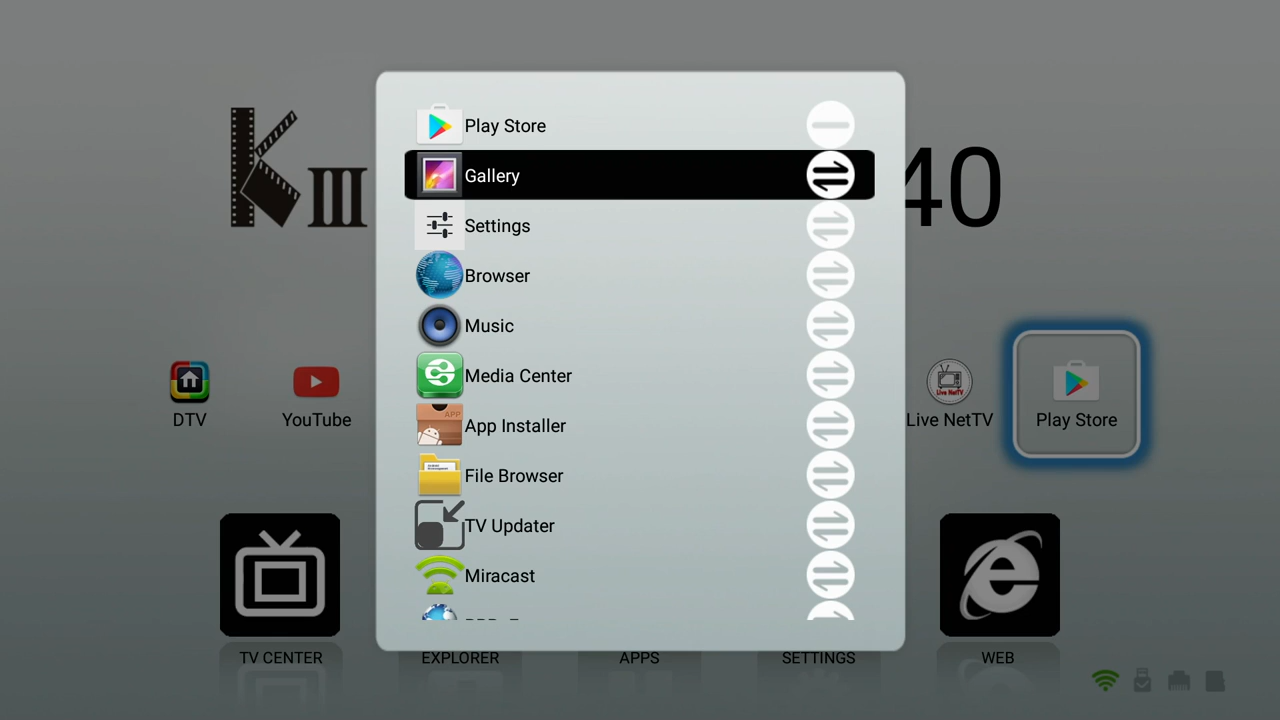 Play Store
Gallery
Settings
Browser
Music
Media Center
App Installer
File Browser
TV Updater
Miracast
KIII
40
DTV
YouTube
Live NetTV
Play Store
TV CENTER
EXPLORER
APPS
SETTINGS
WEB